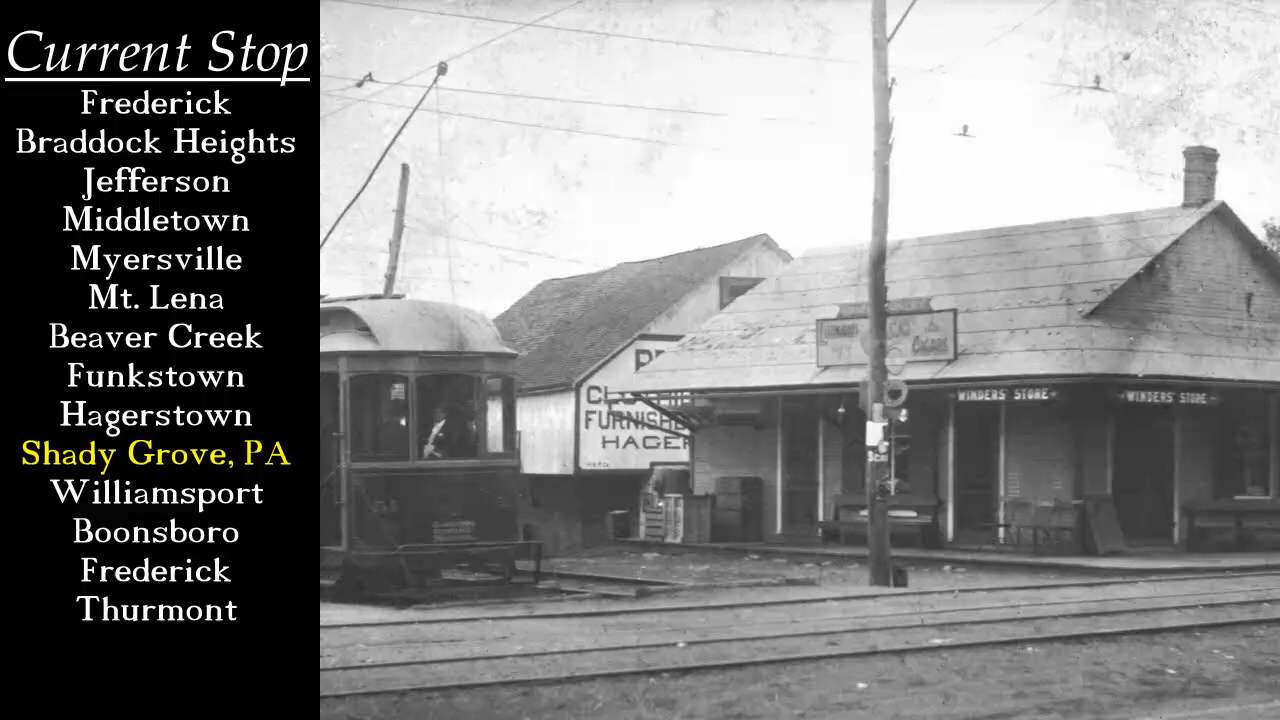 Current Stop
Frederick
Braddock Heights
Jefferson
Middletown
Myersville
Mt. Lena
Beaver Creek
Funkstown
Hagerstown
Shady Grove, PA
Williamsport
Boonsboro
Frederick
Thurmont
FURNISHE
HAGER
WINDERS' STORE
WINDERS' STORE